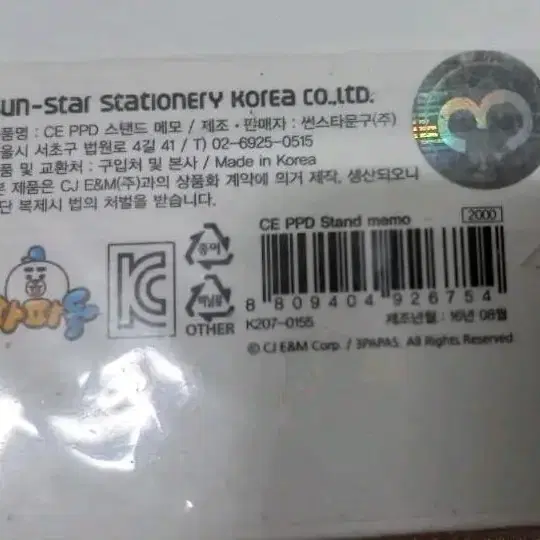 un-star stationery Korea co.,LtD.
품명 : CE PPD 스탠드 메모 / 제조 · 판매자 : 썬스타문구(주)
울시 서초구 법원로 4길 41 / T) 02-6925-0515
품 및 교환처 : 구입처 및 본사 / Made in Korea
본 제품은 CJ E&M(주)과의 상품화 계약에 의거 제작, 생산되오니
단 복제시 법의 처벌을 받습니다.
CE PPD Stand memo
2000
파파독
종이
비닐류
OTHER
8 809404 926754
K207-0155
제조년월 : 16년 08월
© CJ E&M Corp. / 3PAPAS. All Rights Reserved